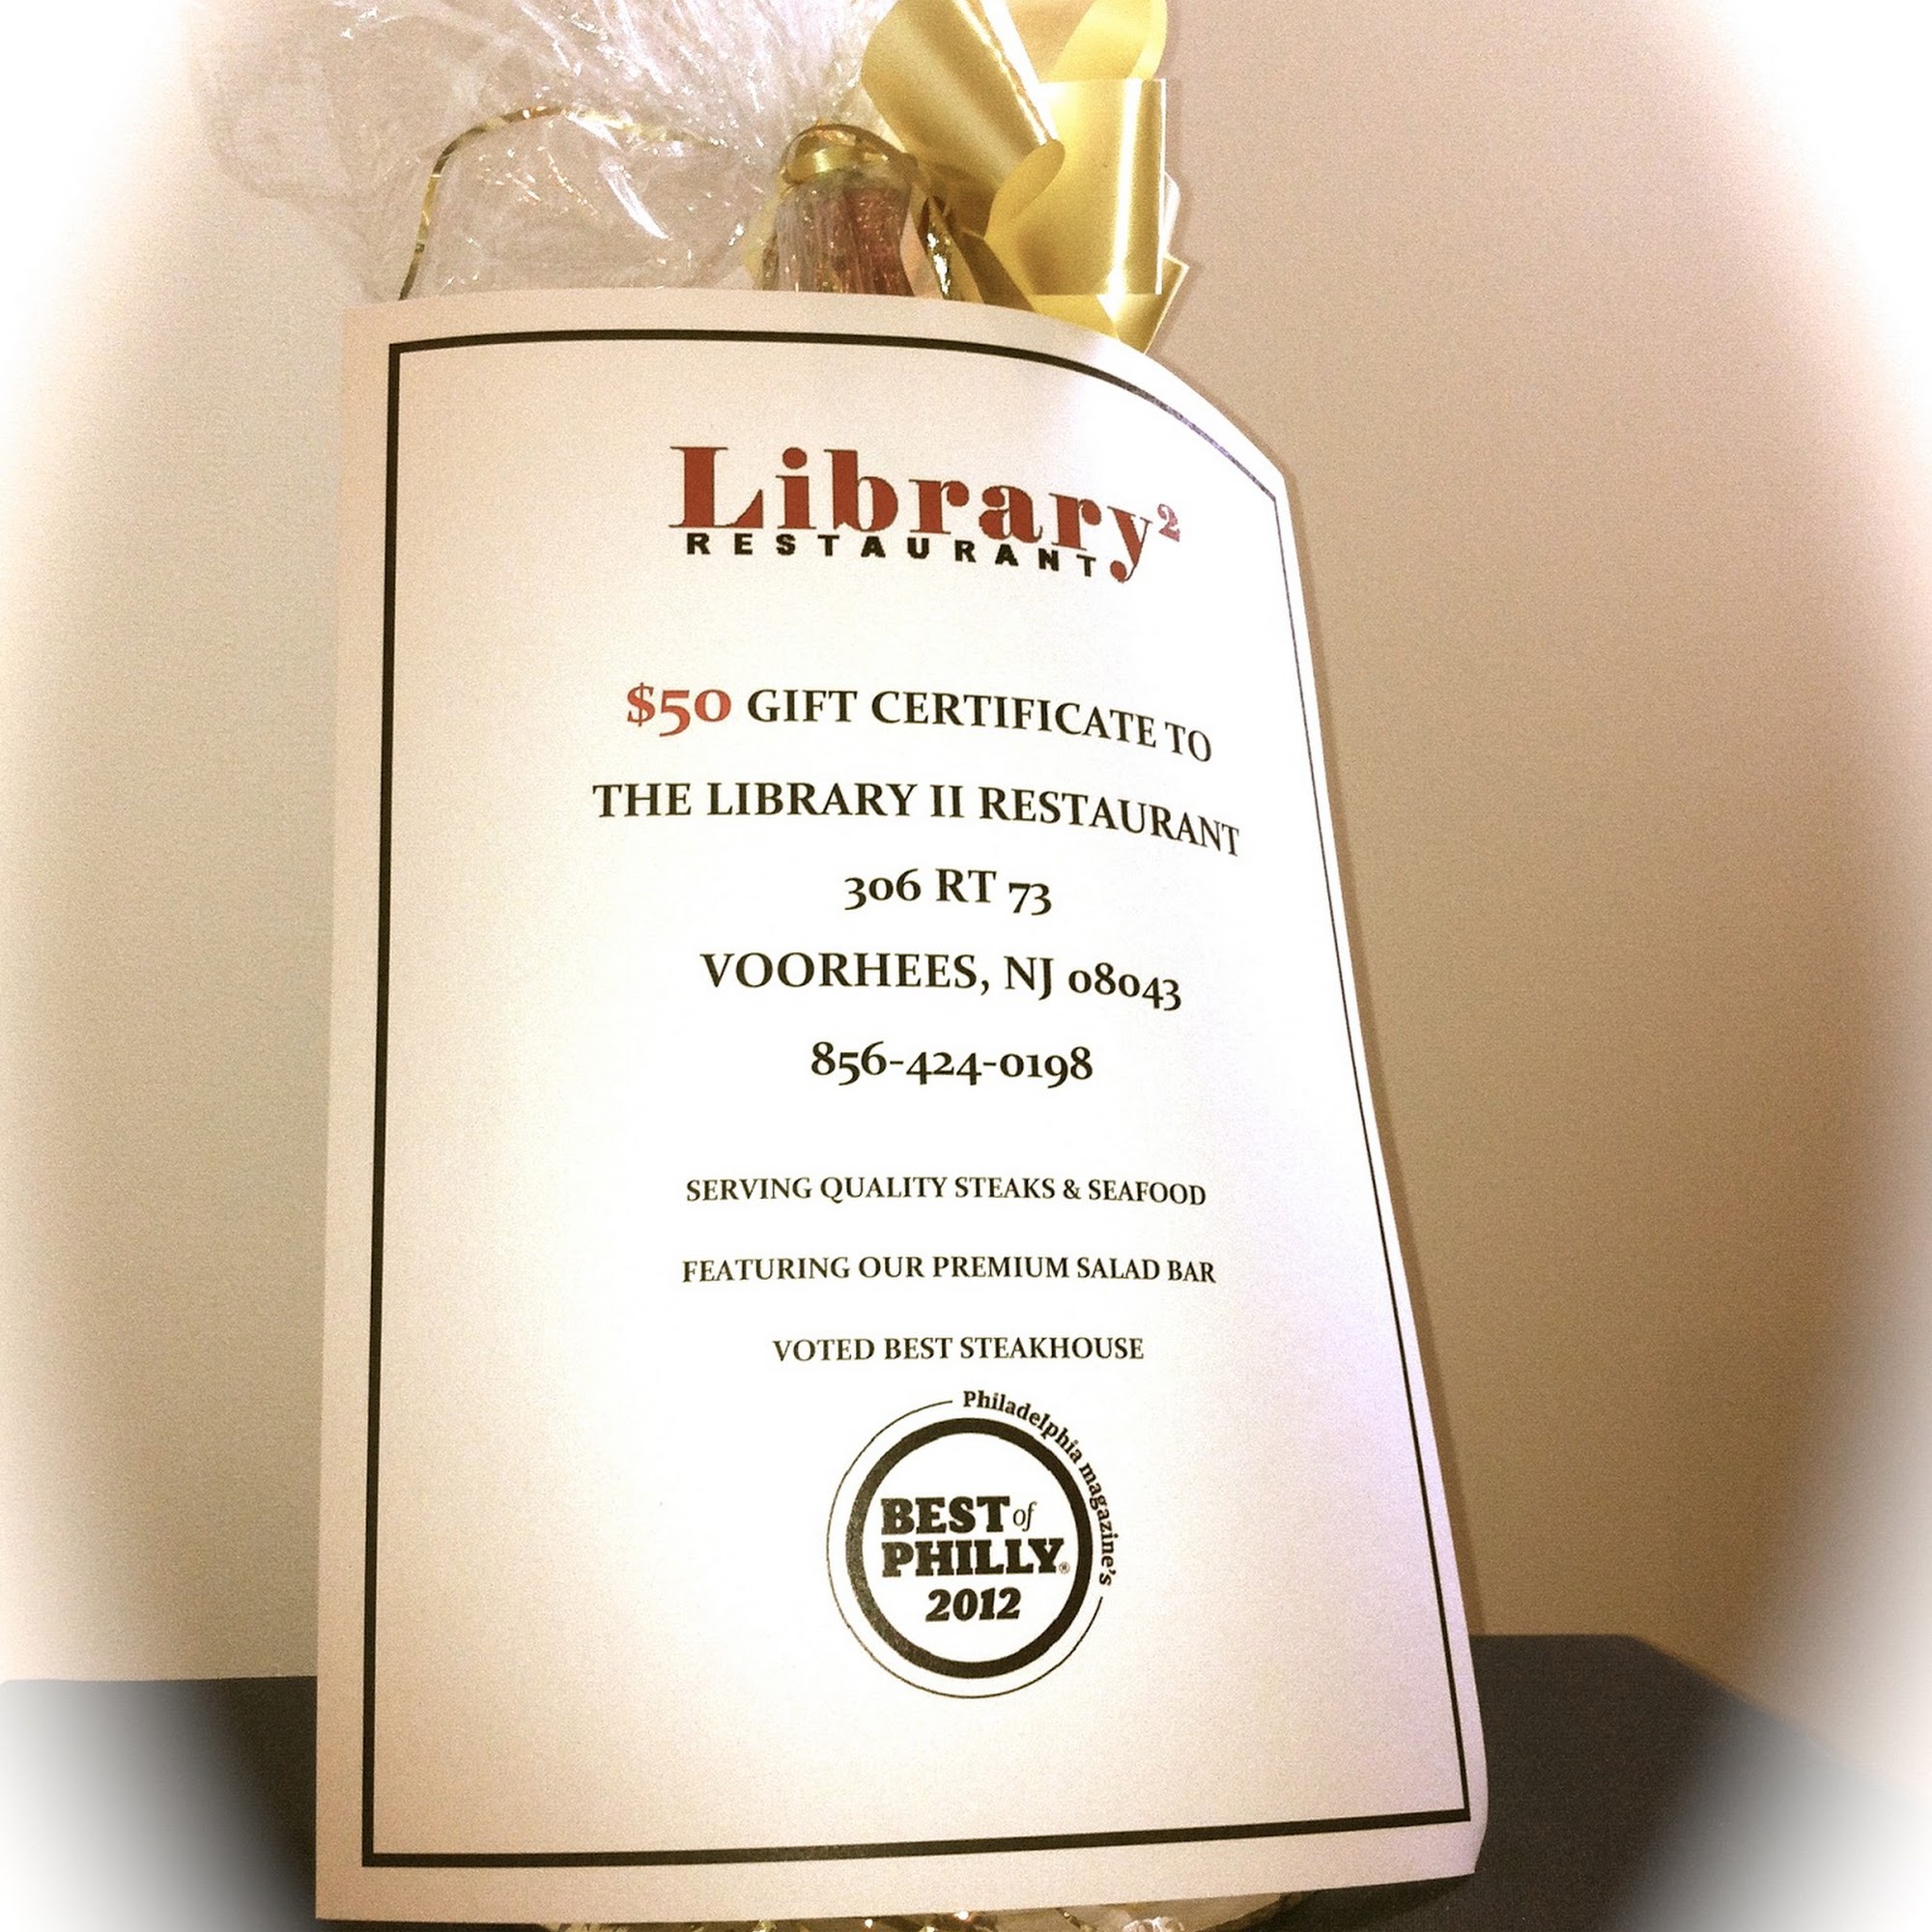 Library²
RESTAURANT
$50 GIFT CERTIFICATE TO
THE LIBRARY II RESTAURANT
306 RT 73
VOORHEES, NJ 08043
856-424-0198
SERVING QUALITY STEAKS & SEAFOOD
FEATURING OUR PREMIUM SALAD BAR
VOTED BEST STEAKHOUSE
Philadelphia magazine's
BEST of
PHILLY®
2012